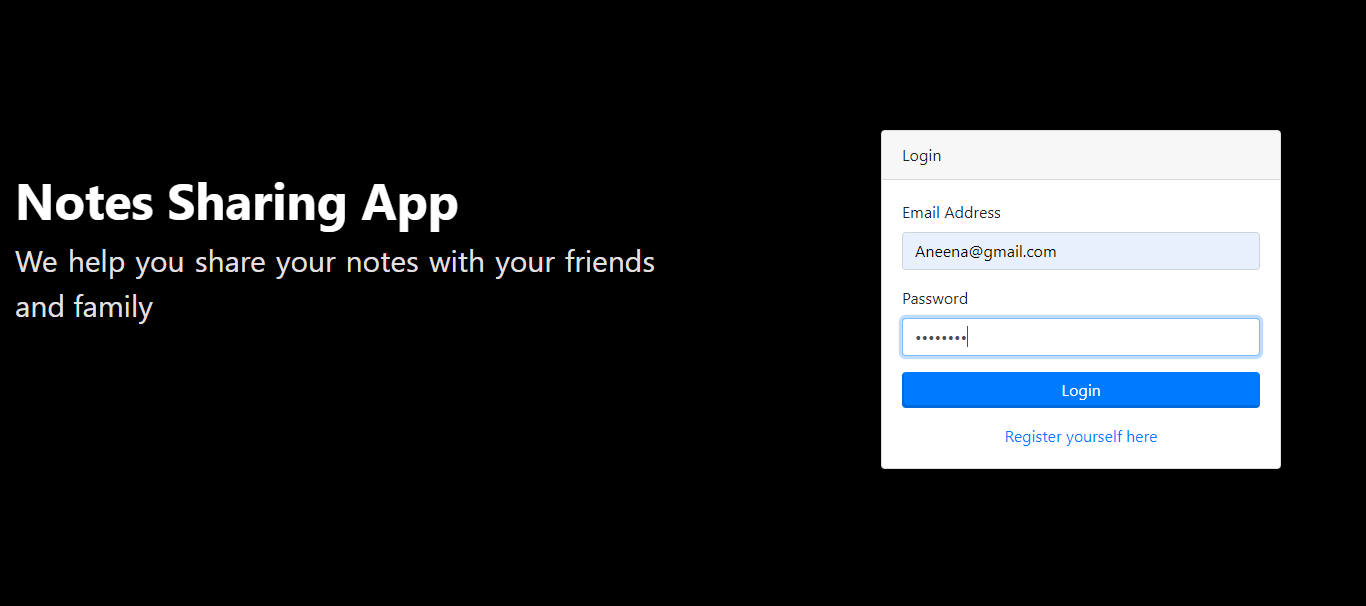 Notes Sharing App
We help you share your notes with your friends
and family
Login
Email Address
Aneena@gmail.com
Password
••••••••
Login
Register yourself here